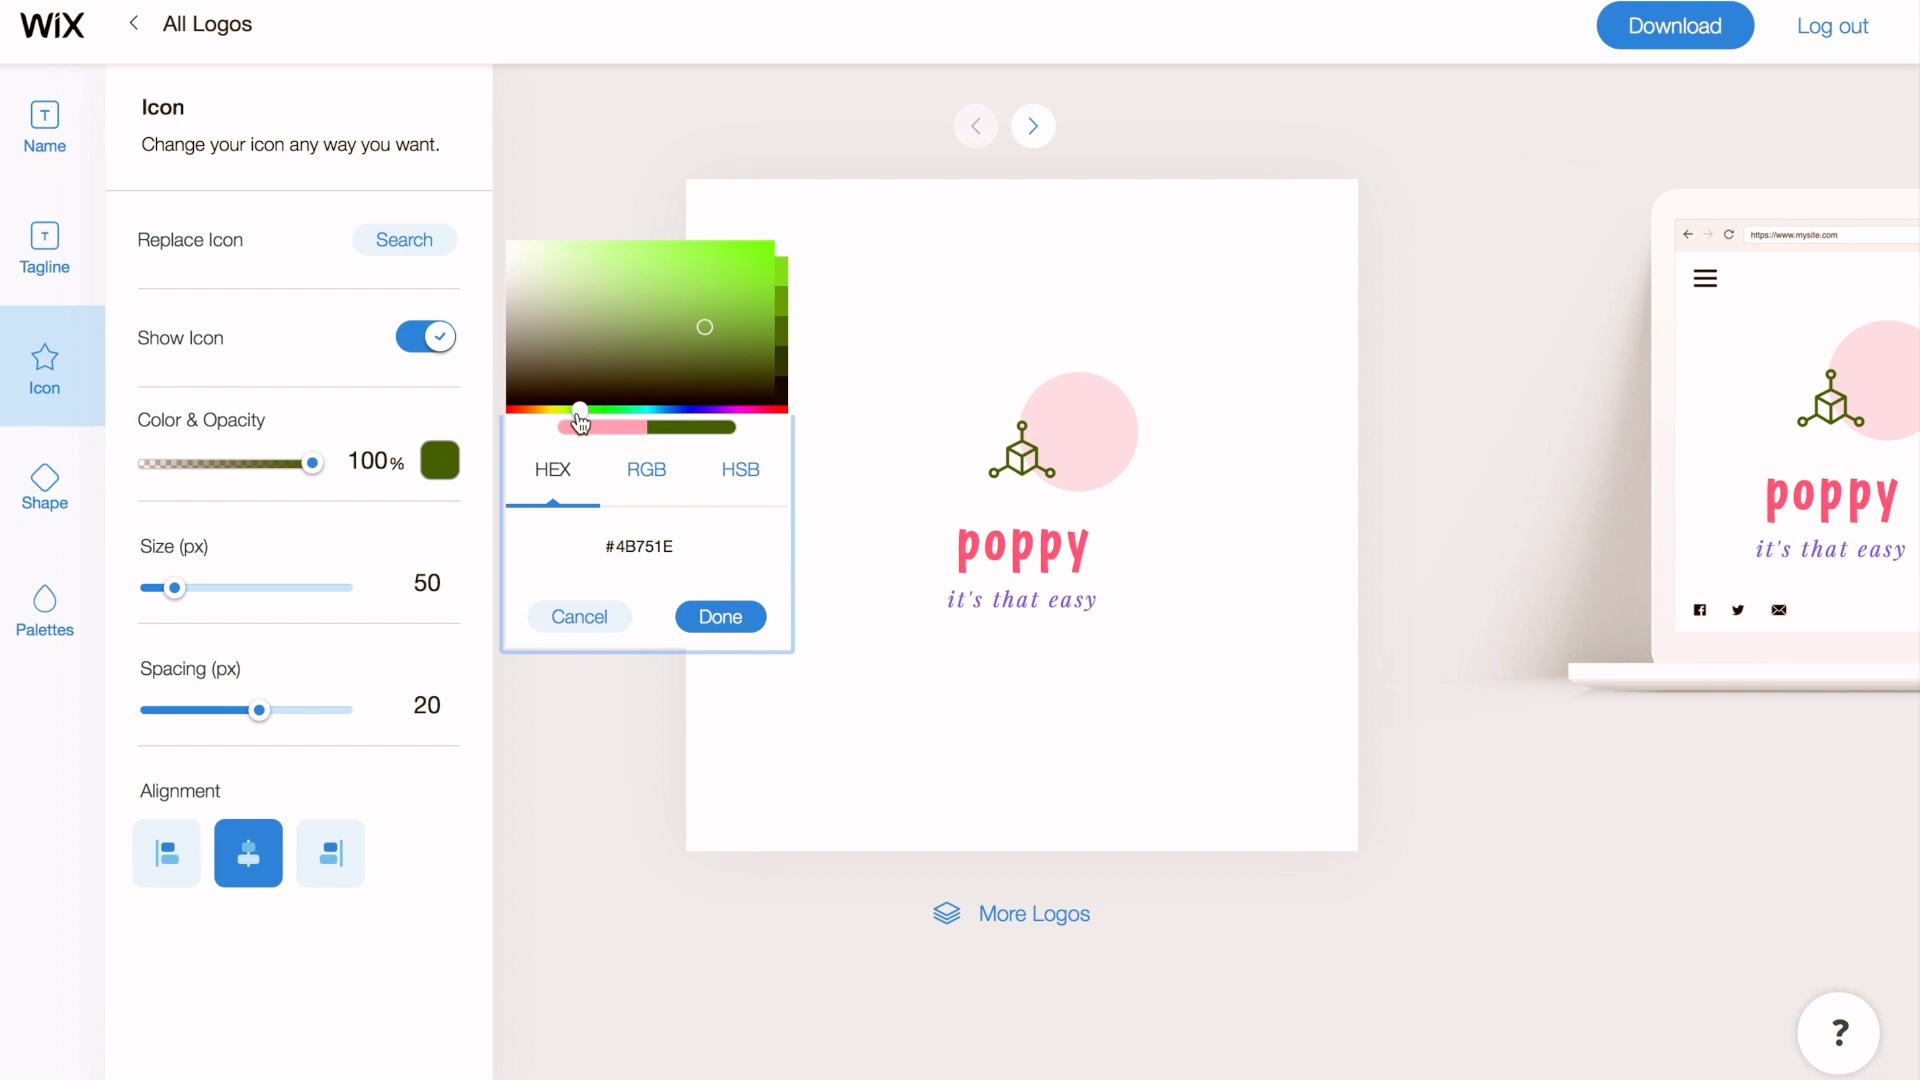 WiX
All Logos
Download
Log out
Name
Tagline
Icon
Shape
Palettes
Icon
Change your icon any way you want.
Replace Icon
Search
Show Icon
Color & Opacity
100%
Size (px)
50
Spacing (px)
20
Alignment
HEX RGB HSB
#4B751E
Cancel Done
poppy
it's that easy
More Logos
https://www.mysite.com
poppy
it's that easy
?